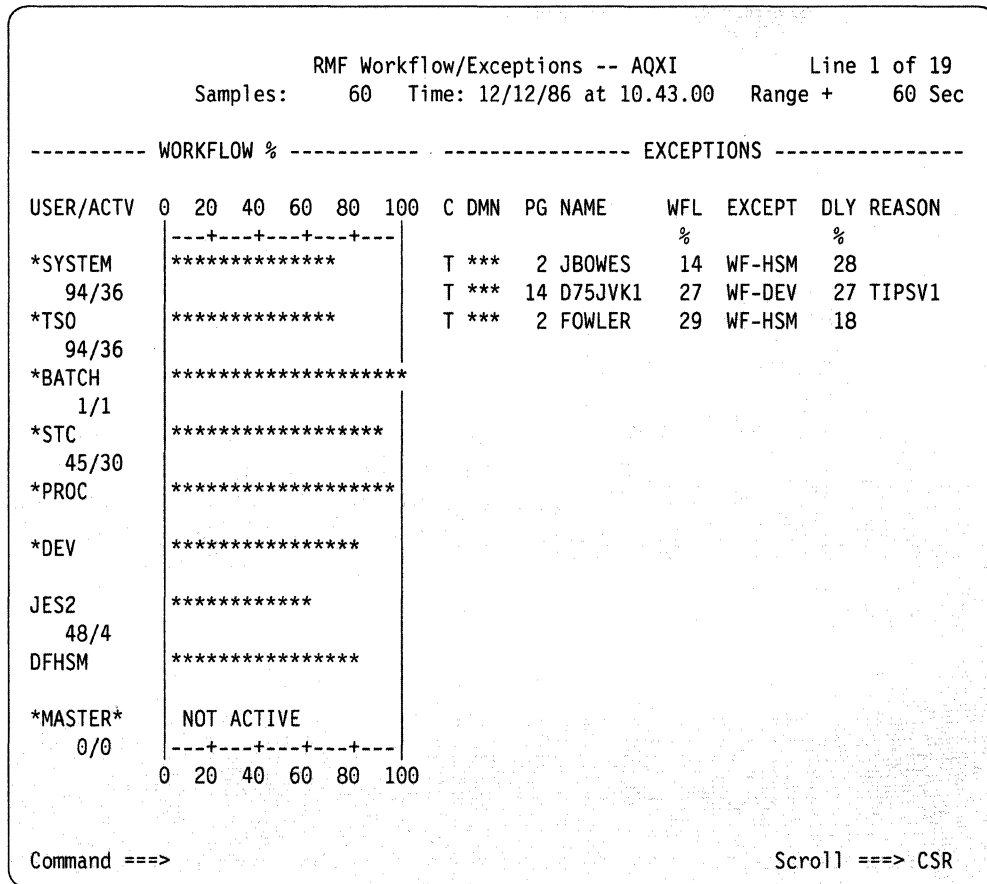 RMF Workflow/Exceptions -- AQXI          Line 1 of 19
Samples:     60   Time: 12/12/86 at 10.43.00   Range +     60 Sec
---------- WORKFLOW % -----------  ---------------- EXCEPTIONS ----------------
USER/ACTV  0  20  40  60  80  100  C DMN  PG NAME     WFL  EXCEPT  DLY REASON
           |---+---+---+---+---|                      %            %
*SYSTEM    |**************         T ***   2 JBOWES    14  WF-HSM   28
   94/36                           T ***  14 D75JVK1   27  WF-DEV   27 TIPSV1
*TSO       |**************         T ***   2 FOWLER    29  WF-HSM   18
   94/36
*BATCH     |********************
    1/1
*STC       |******************
   45/30
*PROC      |*******************
*DEV       |****************
JES2       |************
   48/4
DFHSM      |****************
*MASTER*   | NOT ACTIVE
    0/0    |---+---+---+---+---|
           0  20  40  60  80  100
Command ===>                                             Scroll ===> CSR